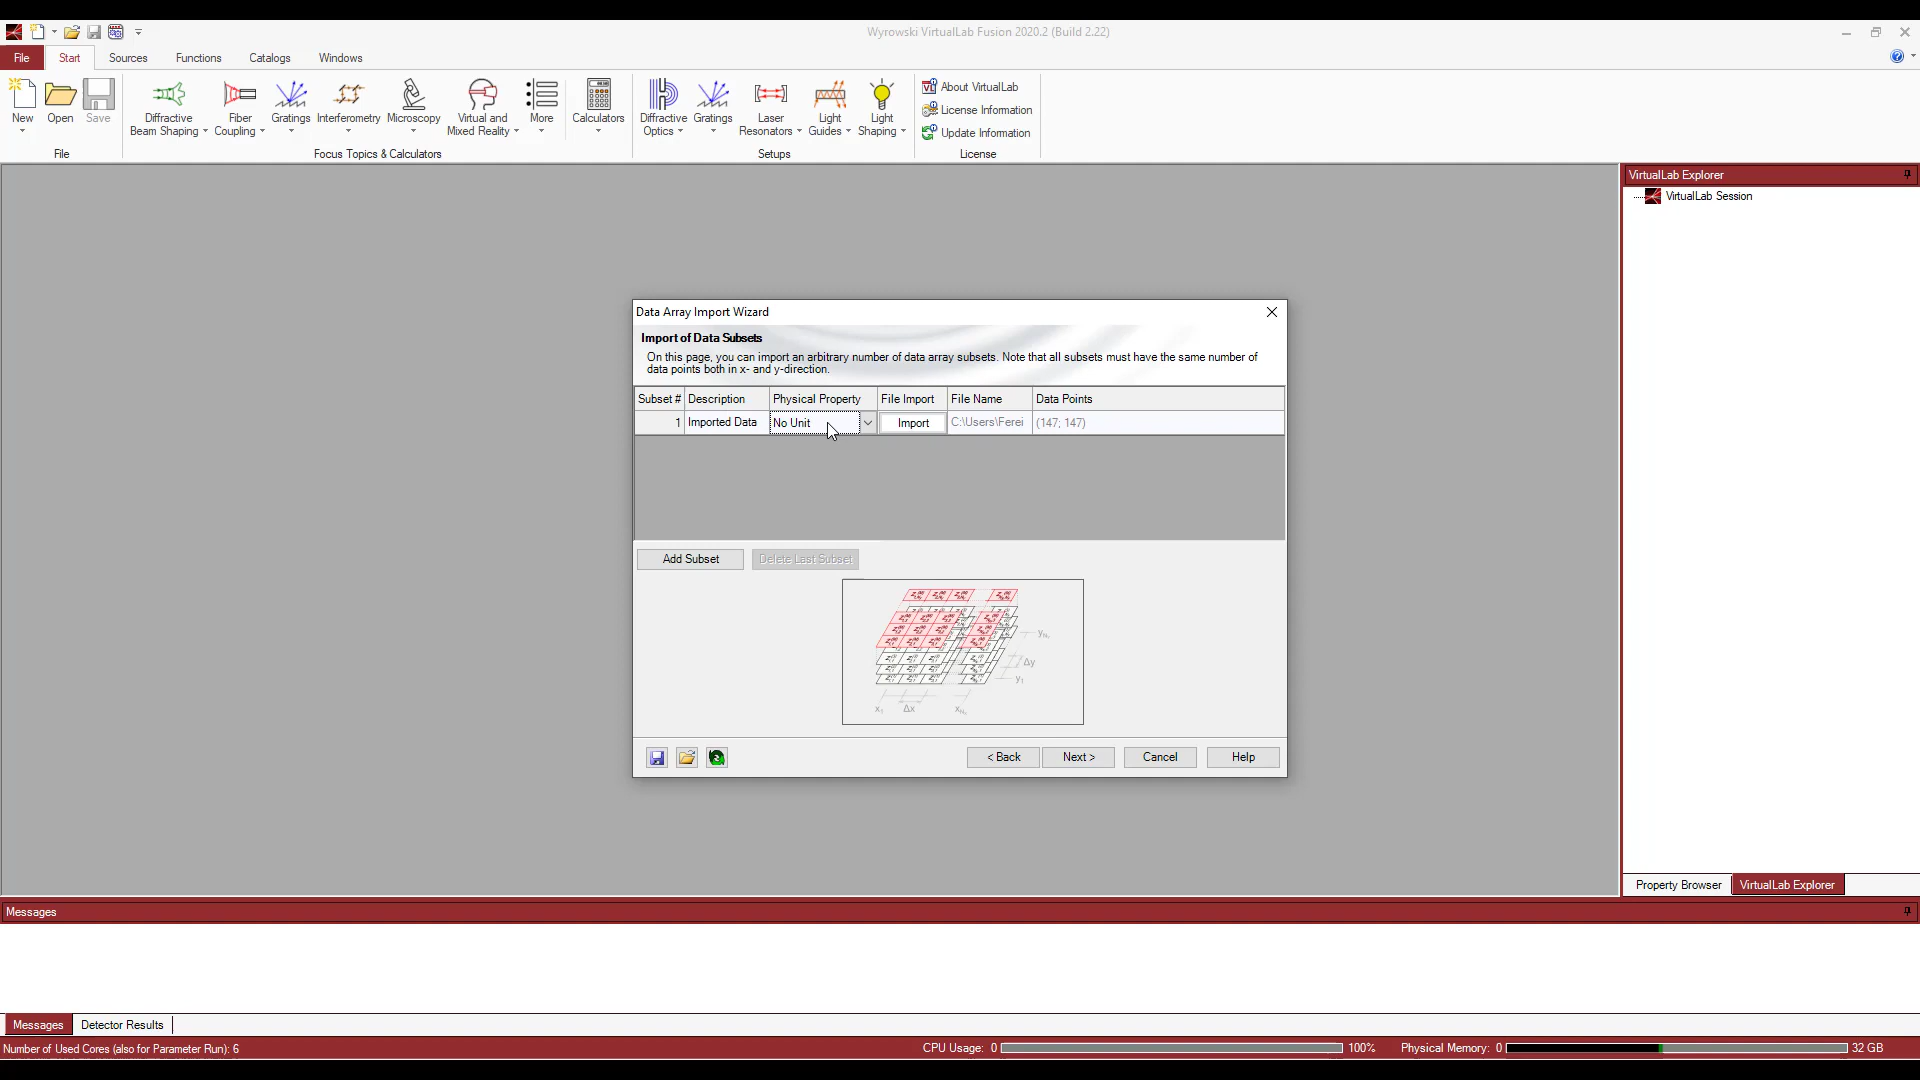 Wyrowski VirtualLab Fusion 2020.2 (Build 2.22)
File Start Sources Functions Catalogs Windows
New Open Save
Diffractive Beam Shaping
Fiber Coupling
Gratings
Interferometry
Microscopy
Virtual and Mixed Reality
More
Calculators
Diffractive Optics
Gratings
Laser Resonators
Light Guides
Light Shaping
About VirtualLab
License Information
Update Information
File Focus Topics & Calculators Setups License
VirtualLab Explorer
VirtualLab Session
Data Array Import Wizard
Import of Data Subsets
On this page, you can import an arbitrary number of data array subsets. Note that all subsets must have the same number of
data points both in x- and y-direction.
Subset # Description Physical Property File Import File Name Data Points
1 Imported Data No Unit Import C:\Users\Ferei (147; 147)
Add Subset Delete Last Subset
Δy
y₁
x₁ Δx
< Back Next > Cancel Help
Property Browser VirtualLab Explorer
Messages
Messages Detector Results
Number of Used Cores (also for Parameter Run): 6 CPU Usage: 0 100% Physical Memory: 0 32 GB